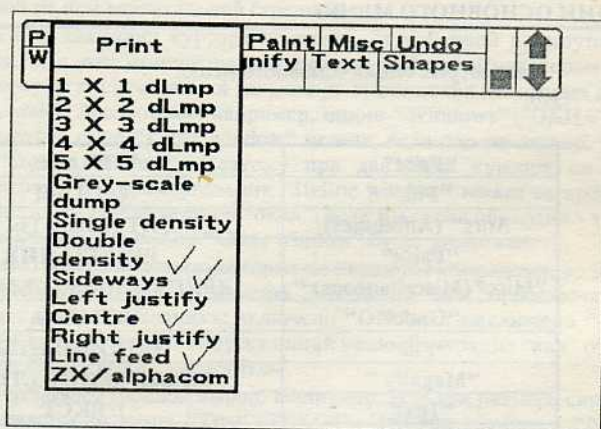 ОСНОВНОГО
Print
Paint Misc Undo
Text Shapes
1 X 1 dLmp
2 X 2 dLmp
3 X 3 dLmp
4 X 4 dLmp
5 X 5 dLmp
Grey-scale
dump
Single density
Double
density
Sideways
Left justify
Centre
Right justify
Line feed
ZX/alphacom